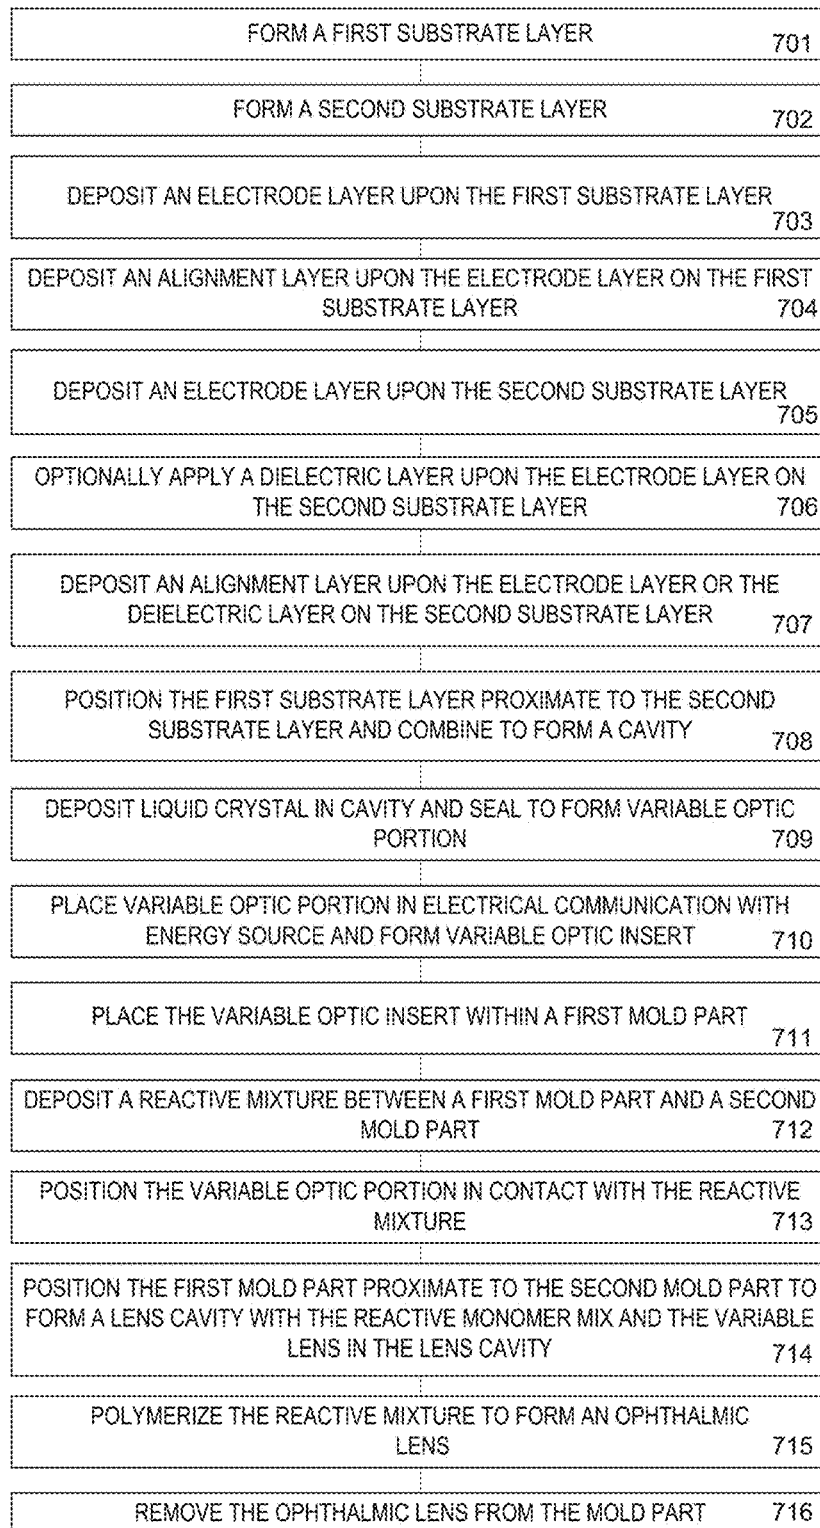 FORM A FIRST SUBSTRATE LAYER
701
FORM A SECOND SUBSTRATE LAYER
702
DEPOSIT AN ELECTRODE LAYER UPON THE FIRST SUBSTRATE LAYER
703
DEPOSIT AN ALIGNMENT LAYER UPON THE ELECTRODE LAYER ON THE FIRST
SUBSTRATE LAYER 704
DEPOSIT AN ELECTRODE LAYER UPON THE SECOND SUBSTRATE LAYER
705
OPTIONALLY APPLY A DIELECTRIC LAYER UPON THE ELECTRODE LAYER ON
THE SECOND SUBSTRATE LAYER 706
DEPOSIT AN ALIGNMENT LAYER UPON THE ELECTRODE LAYER OR THE
DEIELECTRIC LAYER ON THE SECOND SUBSTRATE LAYER 707
POSITION THE FIRST SUBSTRATE LAYER PROXIMATE TO THE SECOND
SUBSTRATE LAYER AND COMBINE TO FORM A CAVITY 708
DEPOSIT LIQUID CRYSTAL IN CAVITY AND SEAL TO FORM VARIABLE OPTIC
PORTION 709
PLACE VARIABLE OPTIC PORTION IN ELECTRICAL COMMUNICATION WITH
ENERGY SOURCE AND FORM VARIABLE OPTIC INSERT 710
PLACE THE VARIABLE OPTIC INSERT WITHIN A FIRST MOLD PART
711
DEPOSIT A REACTIVE MIXTURE BETWEEN A FIRST MOLD PART AND A SECOND
MOLD PART 712
POSITION THE VARIABLE OPTIC PORTION IN CONTACT WITH THE REACTIVE
MIXTURE 713
POSITION THE FIRST MOLD PART PROXIMATE TO THE SECOND MOLD PART TO
FORM A LENS CAVITY WITH THE REACTIVE MONOMER MIX AND THE VARIABLE
LENS IN THE LENS CAVITY 714
POLYMERIZE THE REACTIVE MIXTURE TO FORM AN OPHTHALMIC
LENS 715
REMOVE THE OPHTHALMIC LENS FROM THE MOLD PART 716